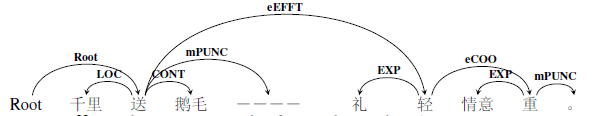 eEFFT
mPUNC
Root
eCOO
LOC
CONT
EXP
EXP
mPUNC
Root 千里 送 鹅毛 ———— 礼 轻 情意 重 。